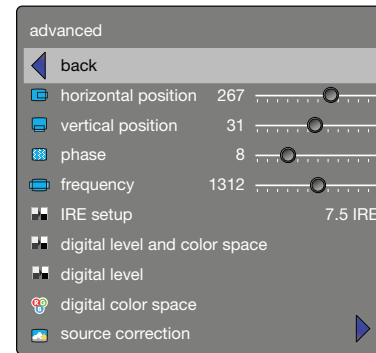 advanced
back
horizontal position 267
vertical position 31
phase 8
frequency 1312
IRE setup 7.5 IRE
digital level and color space
digital level
digital color space
source correction